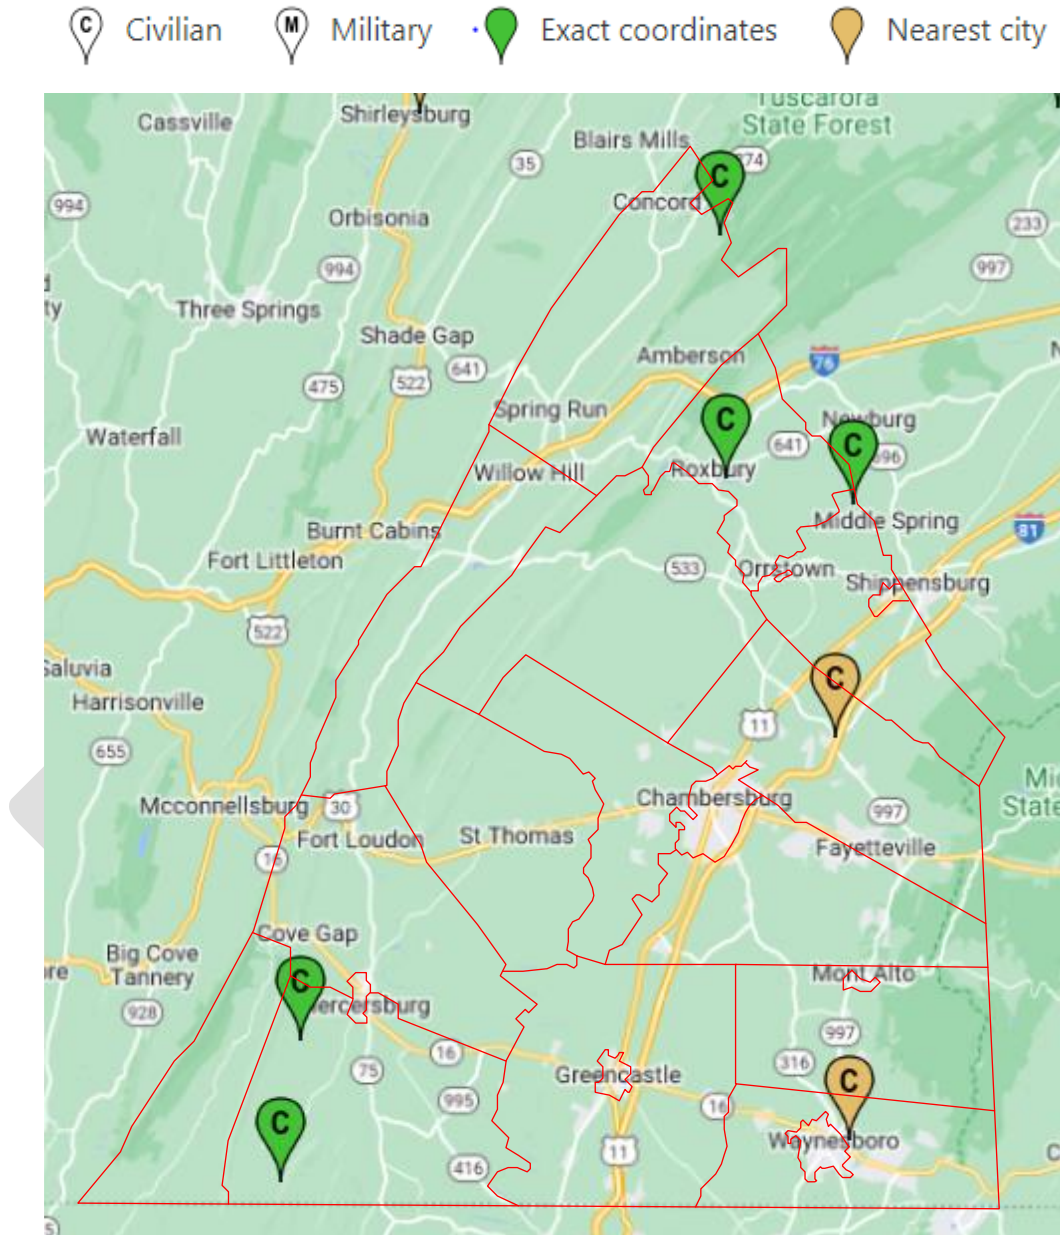 C Civilian M Military Exact coordinates Nearest city
Tuscarora
State Forest
Shirleysburg
Cassville
Blairs Mills
35
C
274
994
Concord
Orbisonia
233
994
997
Three Springs
Shade Gap
Amberson
641
76
475
522
Spring Run
C
Newburg
Waterfall
641
C
696
Willow Hill
Roxbury
Middle Spring
Burnt Cabins
81
Fort Littleton
533
Orrstown
Shippensburg
522
Saluvia
C
Harrisonville
11
655
Mcconnellsburg
30
Chambersburg
997
Fort Loudon
St Thomas
Fayetteville
16
Cove Gap
Big Cove
Tannery
Mont Alto
C
Mercersburg
928
997
16
316
75
Greencastle
C
995
16
C
Waynesboro
11
416